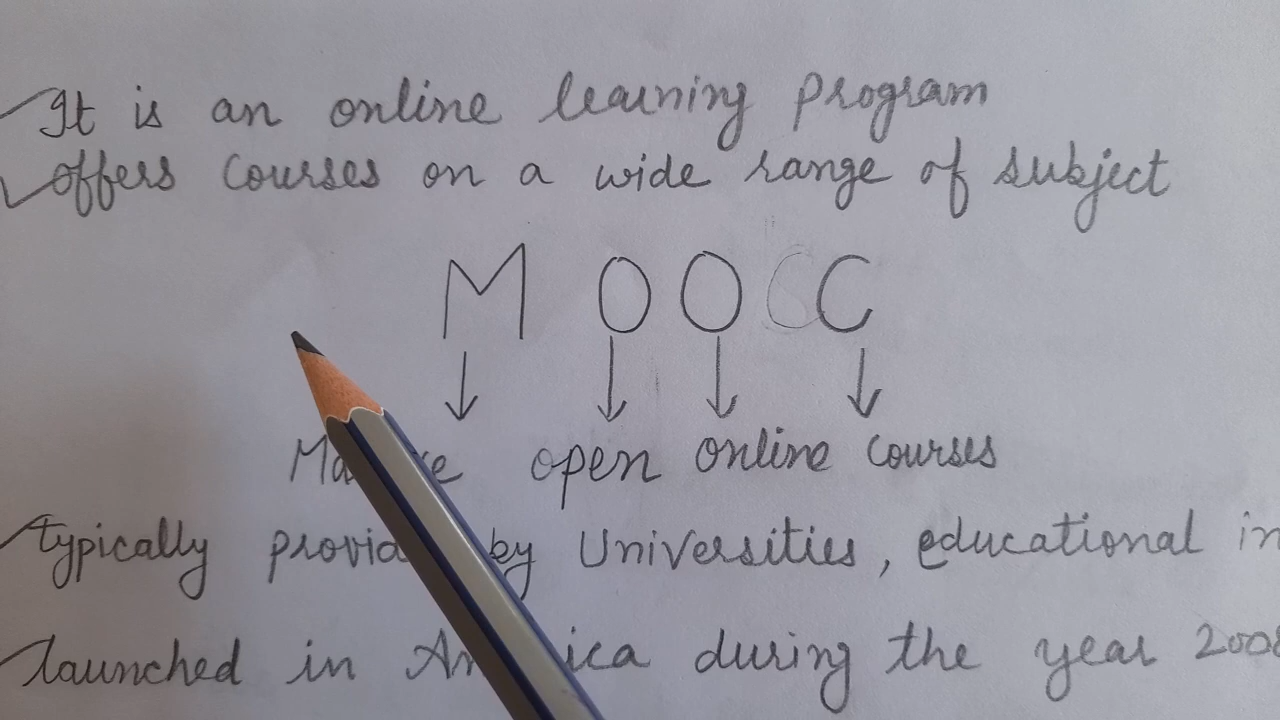 It is an online learning program
offers courses on a wide range of subject
M O O C
open online courses
typically by Universities, educational
launched in during the year